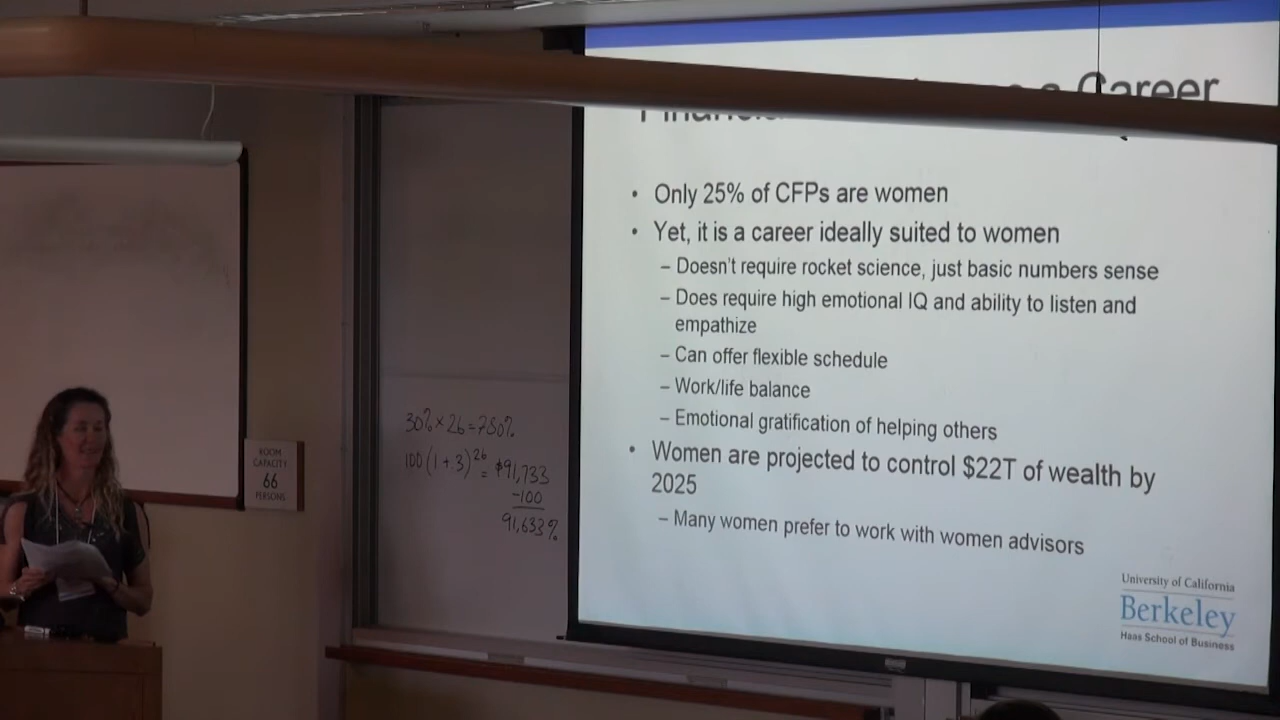 Career
• Only 25% of CFPs are women
• Yet, it is a career ideally suited to women
– Doesn't require rocket science, just basic numbers sense
– Does require high emotional IQ and ability to listen and
empathize
– Can offer flexible schedule
– Work/life balance
– Emotional gratification of helping others
• Women are projected to control $22T of wealth by
2025
– Many women prefer to work with women advisors
University of California
Berkeley
Haas School of Business
30% × 26 = 780%
100 (1 + .3)^26 = $91,733
-100
91,633%
ROOM
CAPACITY
66
PERSONS